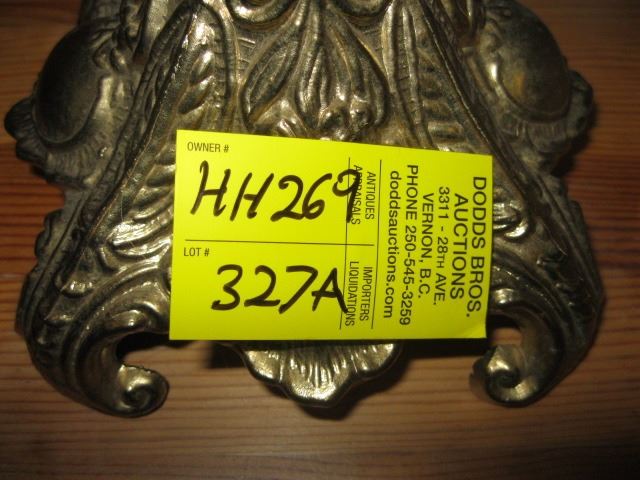 OWNER #
HH269
LOT #
327A
ANTIQUES
APPRAISALS
IMPORTERS
LIQUIDATIONS
DODDS BROS.
AUCTIONS
3311 - 28TH AVE.
VERNON, B.C.
PHONE 250-545-3259
doddsauctions.com